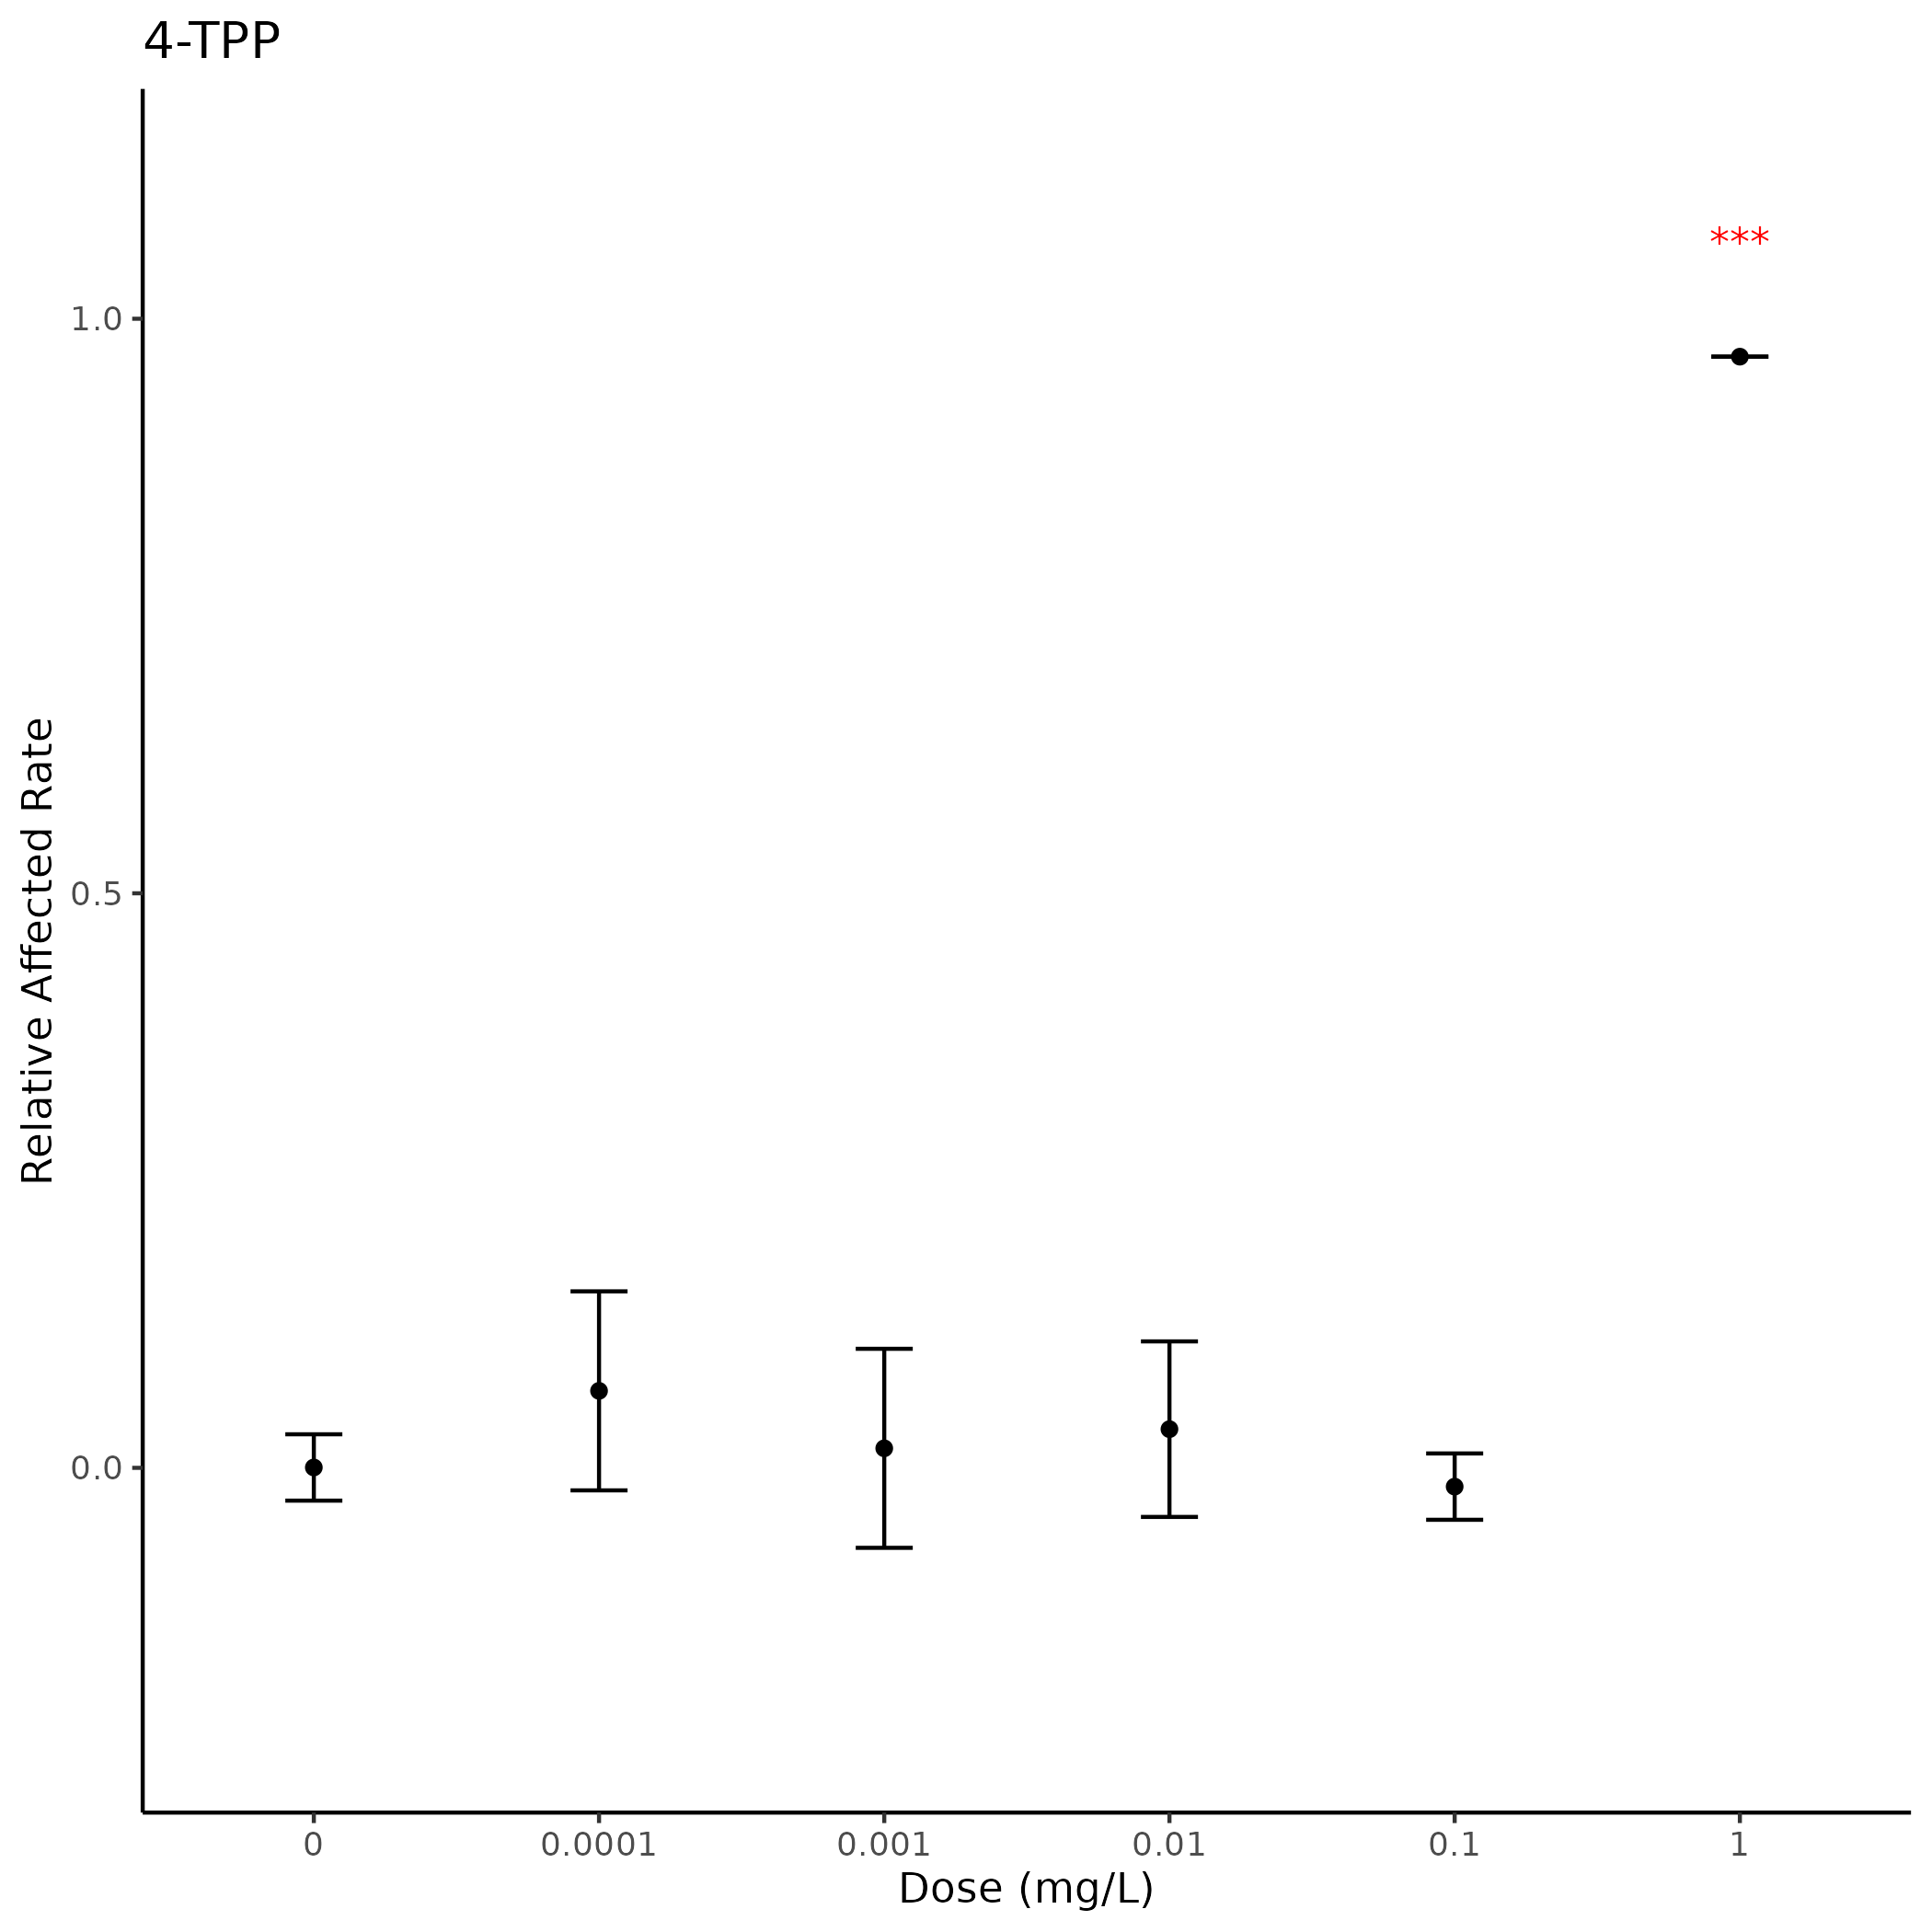 4-TPP
***
1.0
0.5
0.0
Relative Affected Rate
0 0.0001 0.001 0.01 0.1 1
Dose (mg/L)